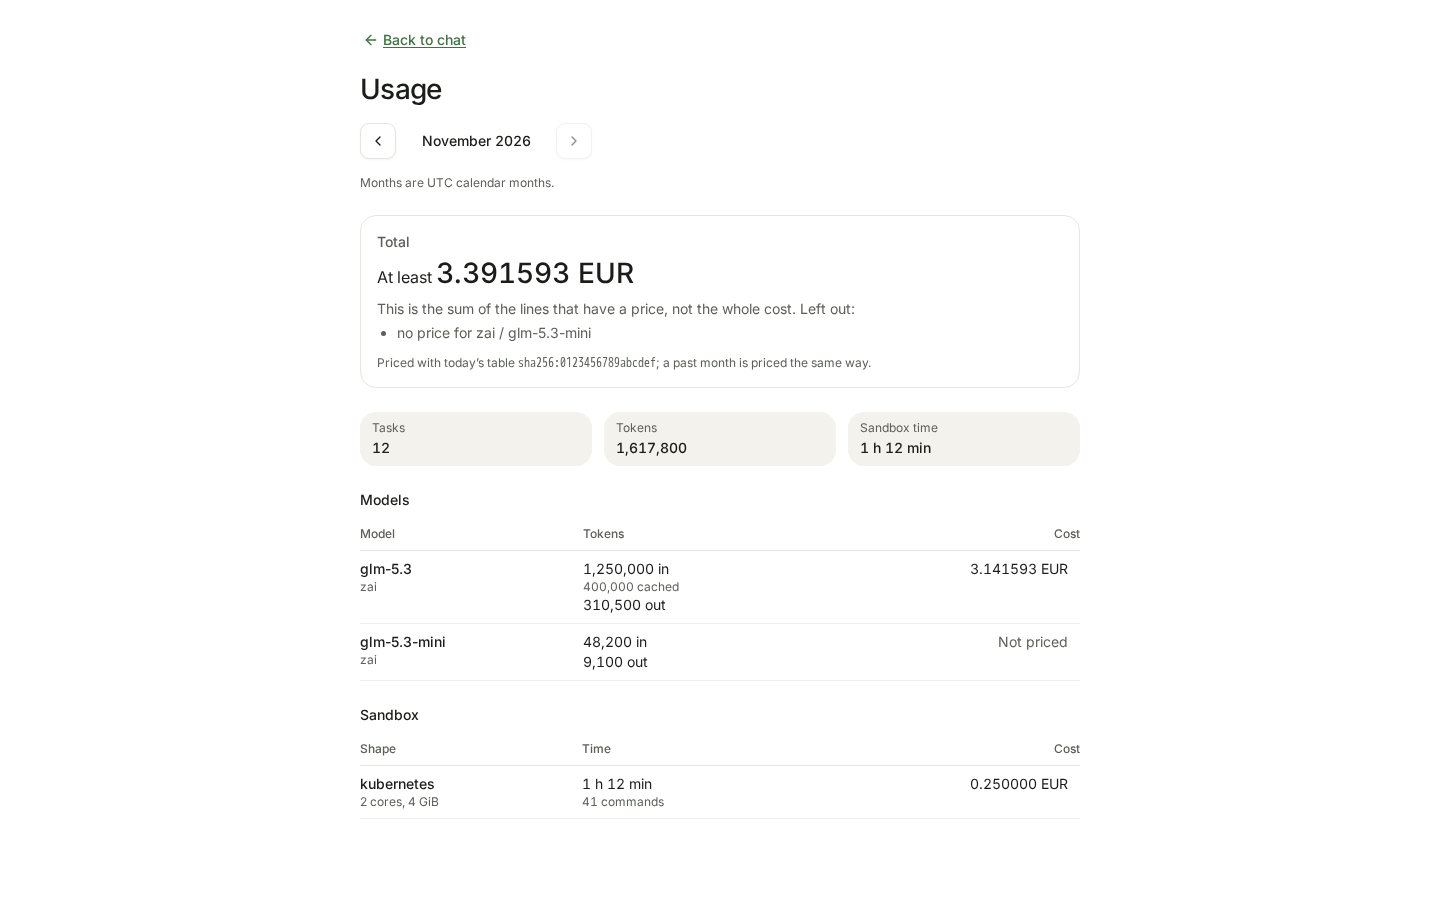 Back to chat
Usage
November 2026
Months are UTC calendar months.
Total
At least 3.391593 EUR
This is the sum of the lines that have a price, not the whole cost. Left out:
• no price for zai / glm-5.3-mini
Priced with today’s table sha256:0123456789abcdef; a past month is priced the same way.
Tasks Tokens Sandbox time
12 1,617,800 1 h 12 min
Models
Model Tokens Cost
glm-5.3 1,250,000 in 3.141593 EUR
zai 400,000 cached
310,500 out
glm-5.3-mini 48,200 in Not priced
zai 9,100 out
Sandbox
Shape Time Cost
kubernetes 1 h 12 min 0.250000 EUR
2 cores, 4 GiB 41 commands